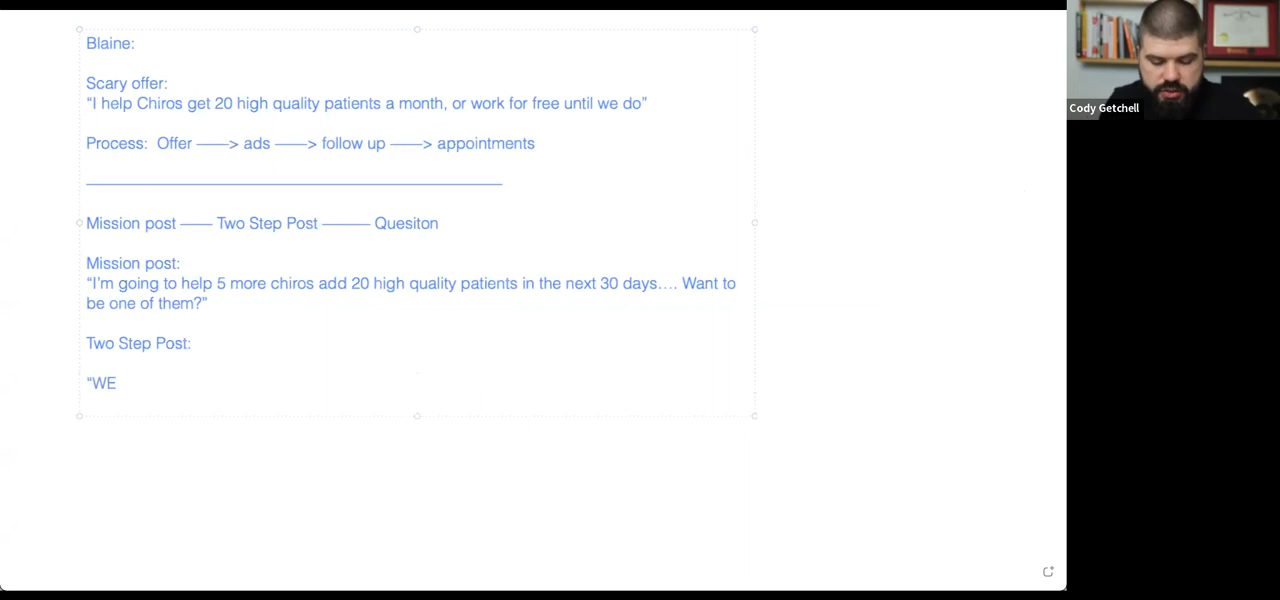 Blaine:
Scary offer:
“I help Chiros get 20 high quality patients a month, or work for free until we do”
Process:  Offer ——> ads ——> follow up ——> appointments
Mission post —— Two Step Post ——— Quesiton
Mission post:
“I’m going to help 5 more chiros add 20 high quality patients in the next 30 days…. Want to
be one of them?”
Two Step Post:
“WE
Cody Getchell